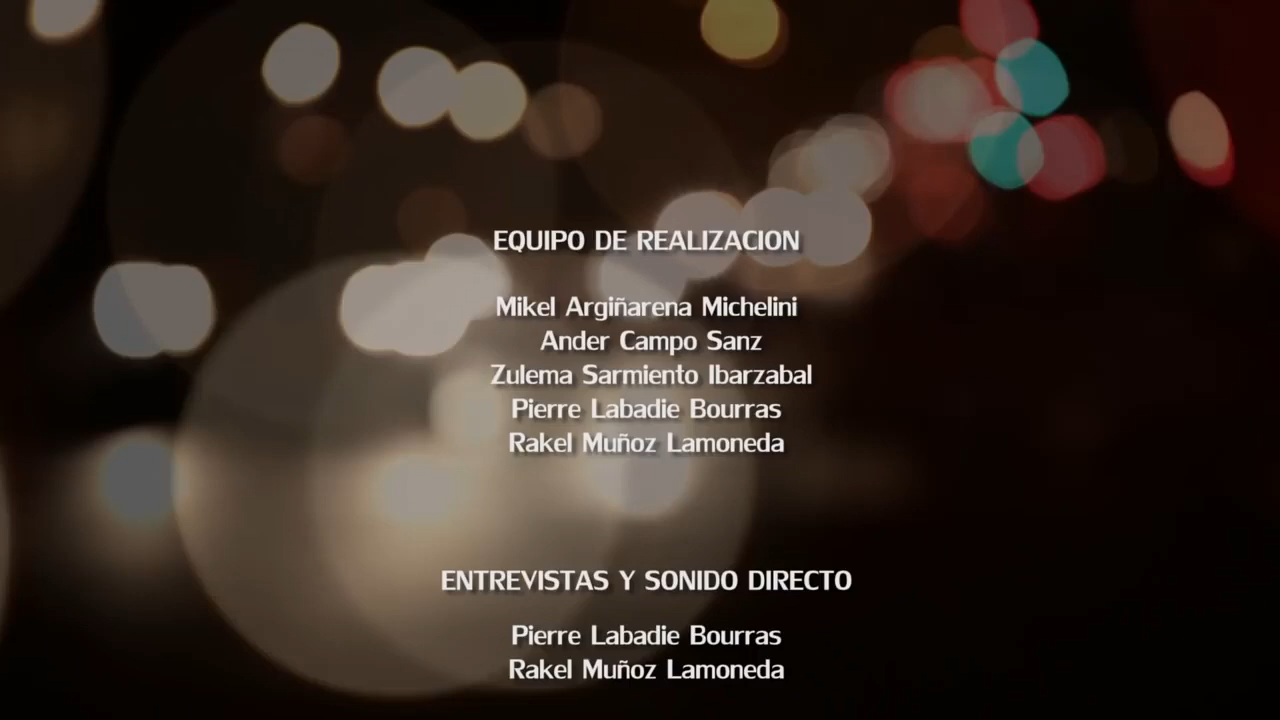 EQUIPO DE REALIZACION
Mikel Argiñarena Michelini
Ander Campo Sanz
Zulema Sarmiento Ibarzabal
Pierre Labadie Bourras
Rakel Muñoz Lamoneda
ENTREVISTAS Y SONIDO DIRECTO
Pierre Labadie Bourras
Rakel Muñoz Lamoneda